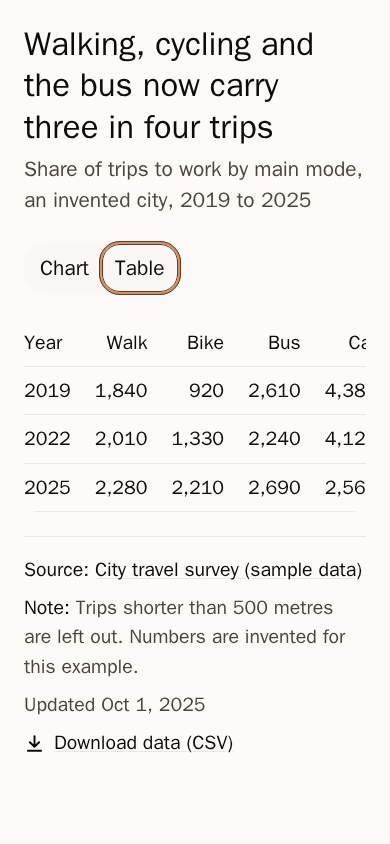 Walking, cycling and
the bus now carry
three in four trips
Share of trips to work by main mode,
an invented city, 2019 to 2025
Chart Table
Year Walk Bike Bus
2019 1,840 920 2,610
2022 2,010 1,330 2,240
2025 2,280 2,210 2,690
Source: City travel survey (sample data)
Note: Trips shorter than 500 metres
are left out. Numbers are invented for
this example.
Updated Oct 1, 2025
Download data (CSV)